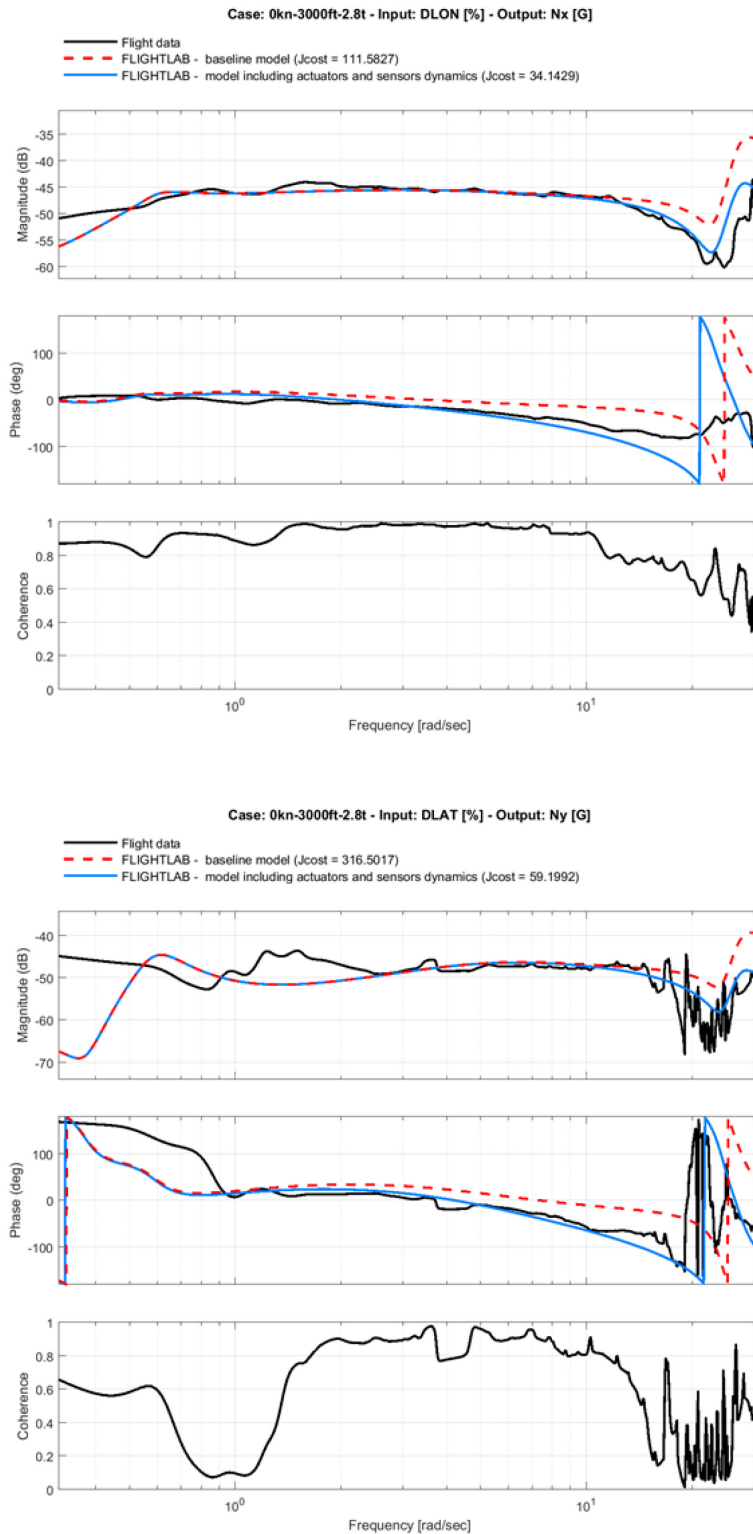 Case: 0kn-3000ft-2.8t - Input: DLON [%] - Output: Nx [G]
Flight data
FLIGHTLAB - baseline model (Jcost = 111.5827)
FLIGHTLAB - model including actuators and sensors dynamics (Jcost = 34.1429)
Magnitude (dB)
-35
-40
-45
-50
-55
-60
Phase (deg)
100
0
-100
Coherence
1
0.8
0.6
0.4
0.2
0
10^0
10^1
Frequency [rad/sec]
Case: 0kn-3000ft-2.8t - Input: DLAT [%] - Output: Ny [G]
Flight data
FLIGHTLAB - baseline model (Jcost = 316.5017)
FLIGHTLAB - model including actuators and sensors dynamics (Jcost = 59.1992)
Magnitude (dB)
-40
-50
-60
-70
Phase (deg)
100
0
-100
Coherence
1
0.8
0.6
0.4
0.2
0
10^0
10^1
Frequency [rad/sec]